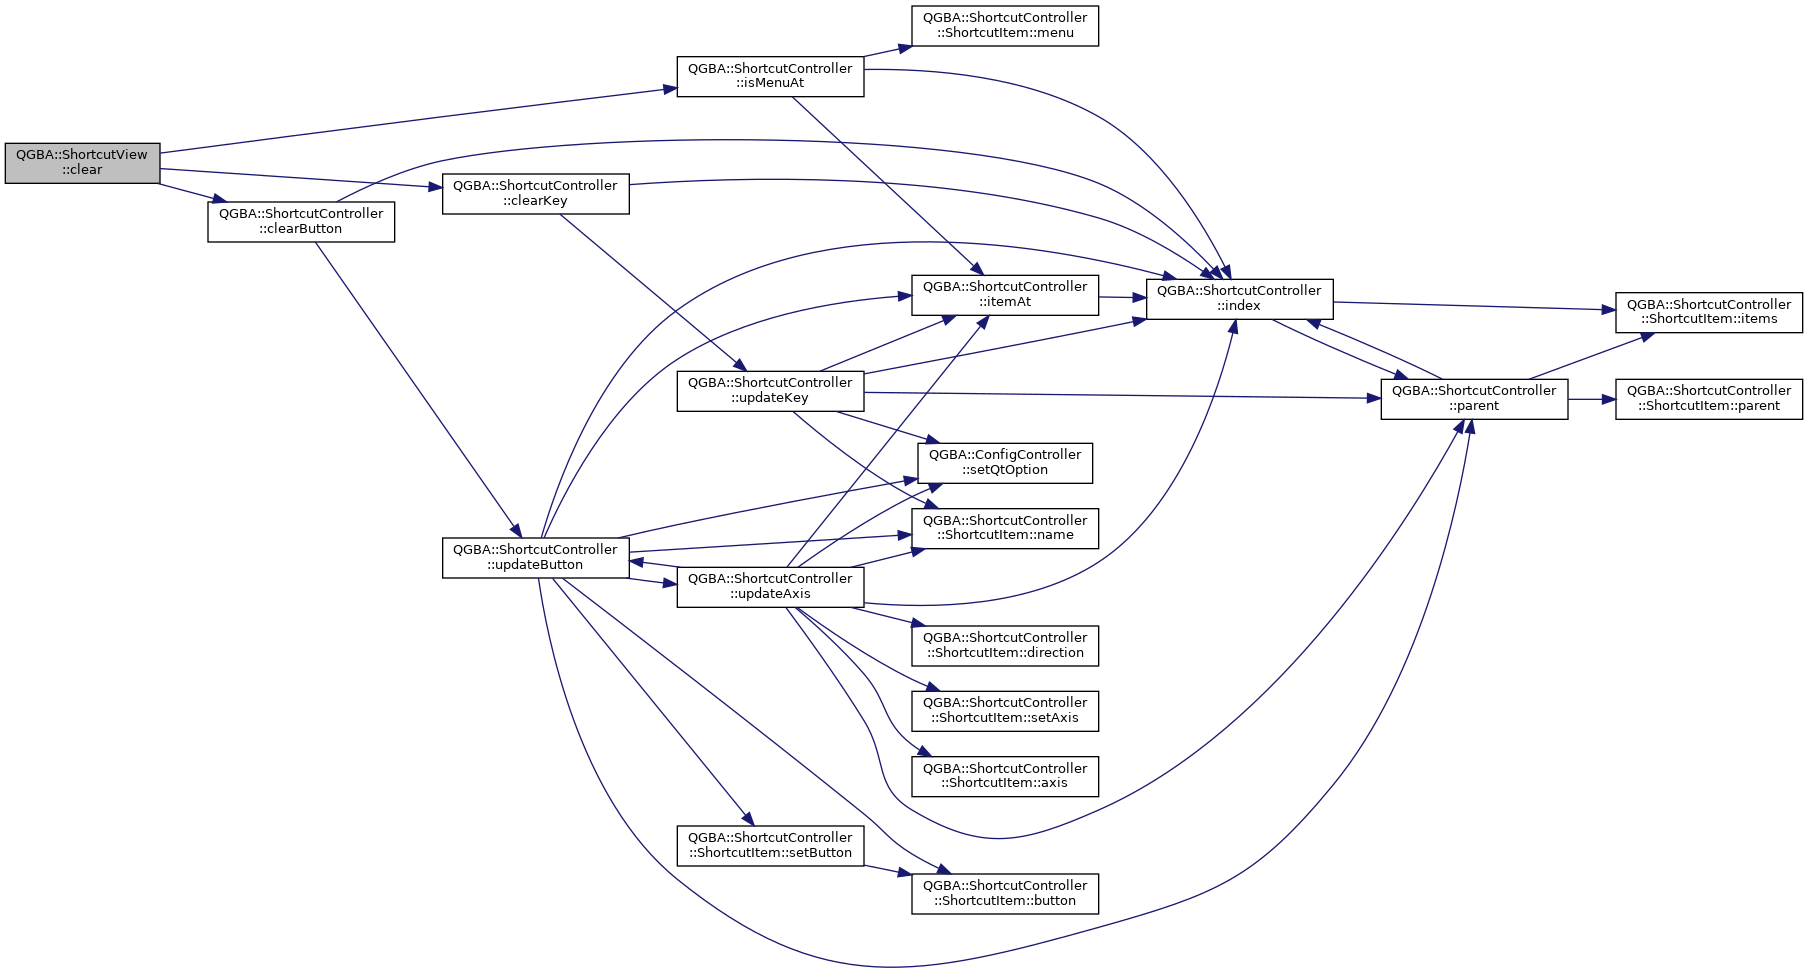 QGBA::ShortcutView
::clear
QGBA::ShortcutController
::clearButton
QGBA::ShortcutController
::clearKey
QGBA::ShortcutController
::updateButton
QGBA::ShortcutController
::isMenuAt
QGBA::ShortcutController
::updateKey
QGBA::ShortcutController
::updateAxis
QGBA::ShortcutController
::ShortcutItem::setButton
QGBA::ShortcutController
::ShortcutItem::menu
QGBA::ShortcutController
::itemAt
QGBA::ConfigController
::setQtOption
QGBA::ShortcutController
::ShortcutItem::name
QGBA::ShortcutController
::ShortcutItem::direction
QGBA::ShortcutController
::ShortcutItem::setAxis
QGBA::ShortcutController
::ShortcutItem::axis
QGBA::ShortcutController
::ShortcutItem::button
QGBA::ShortcutController
::index
QGBA::ShortcutController
::parent
QGBA::ShortcutController
::ShortcutItem::items
QGBA::ShortcutController
::ShortcutItem::parent